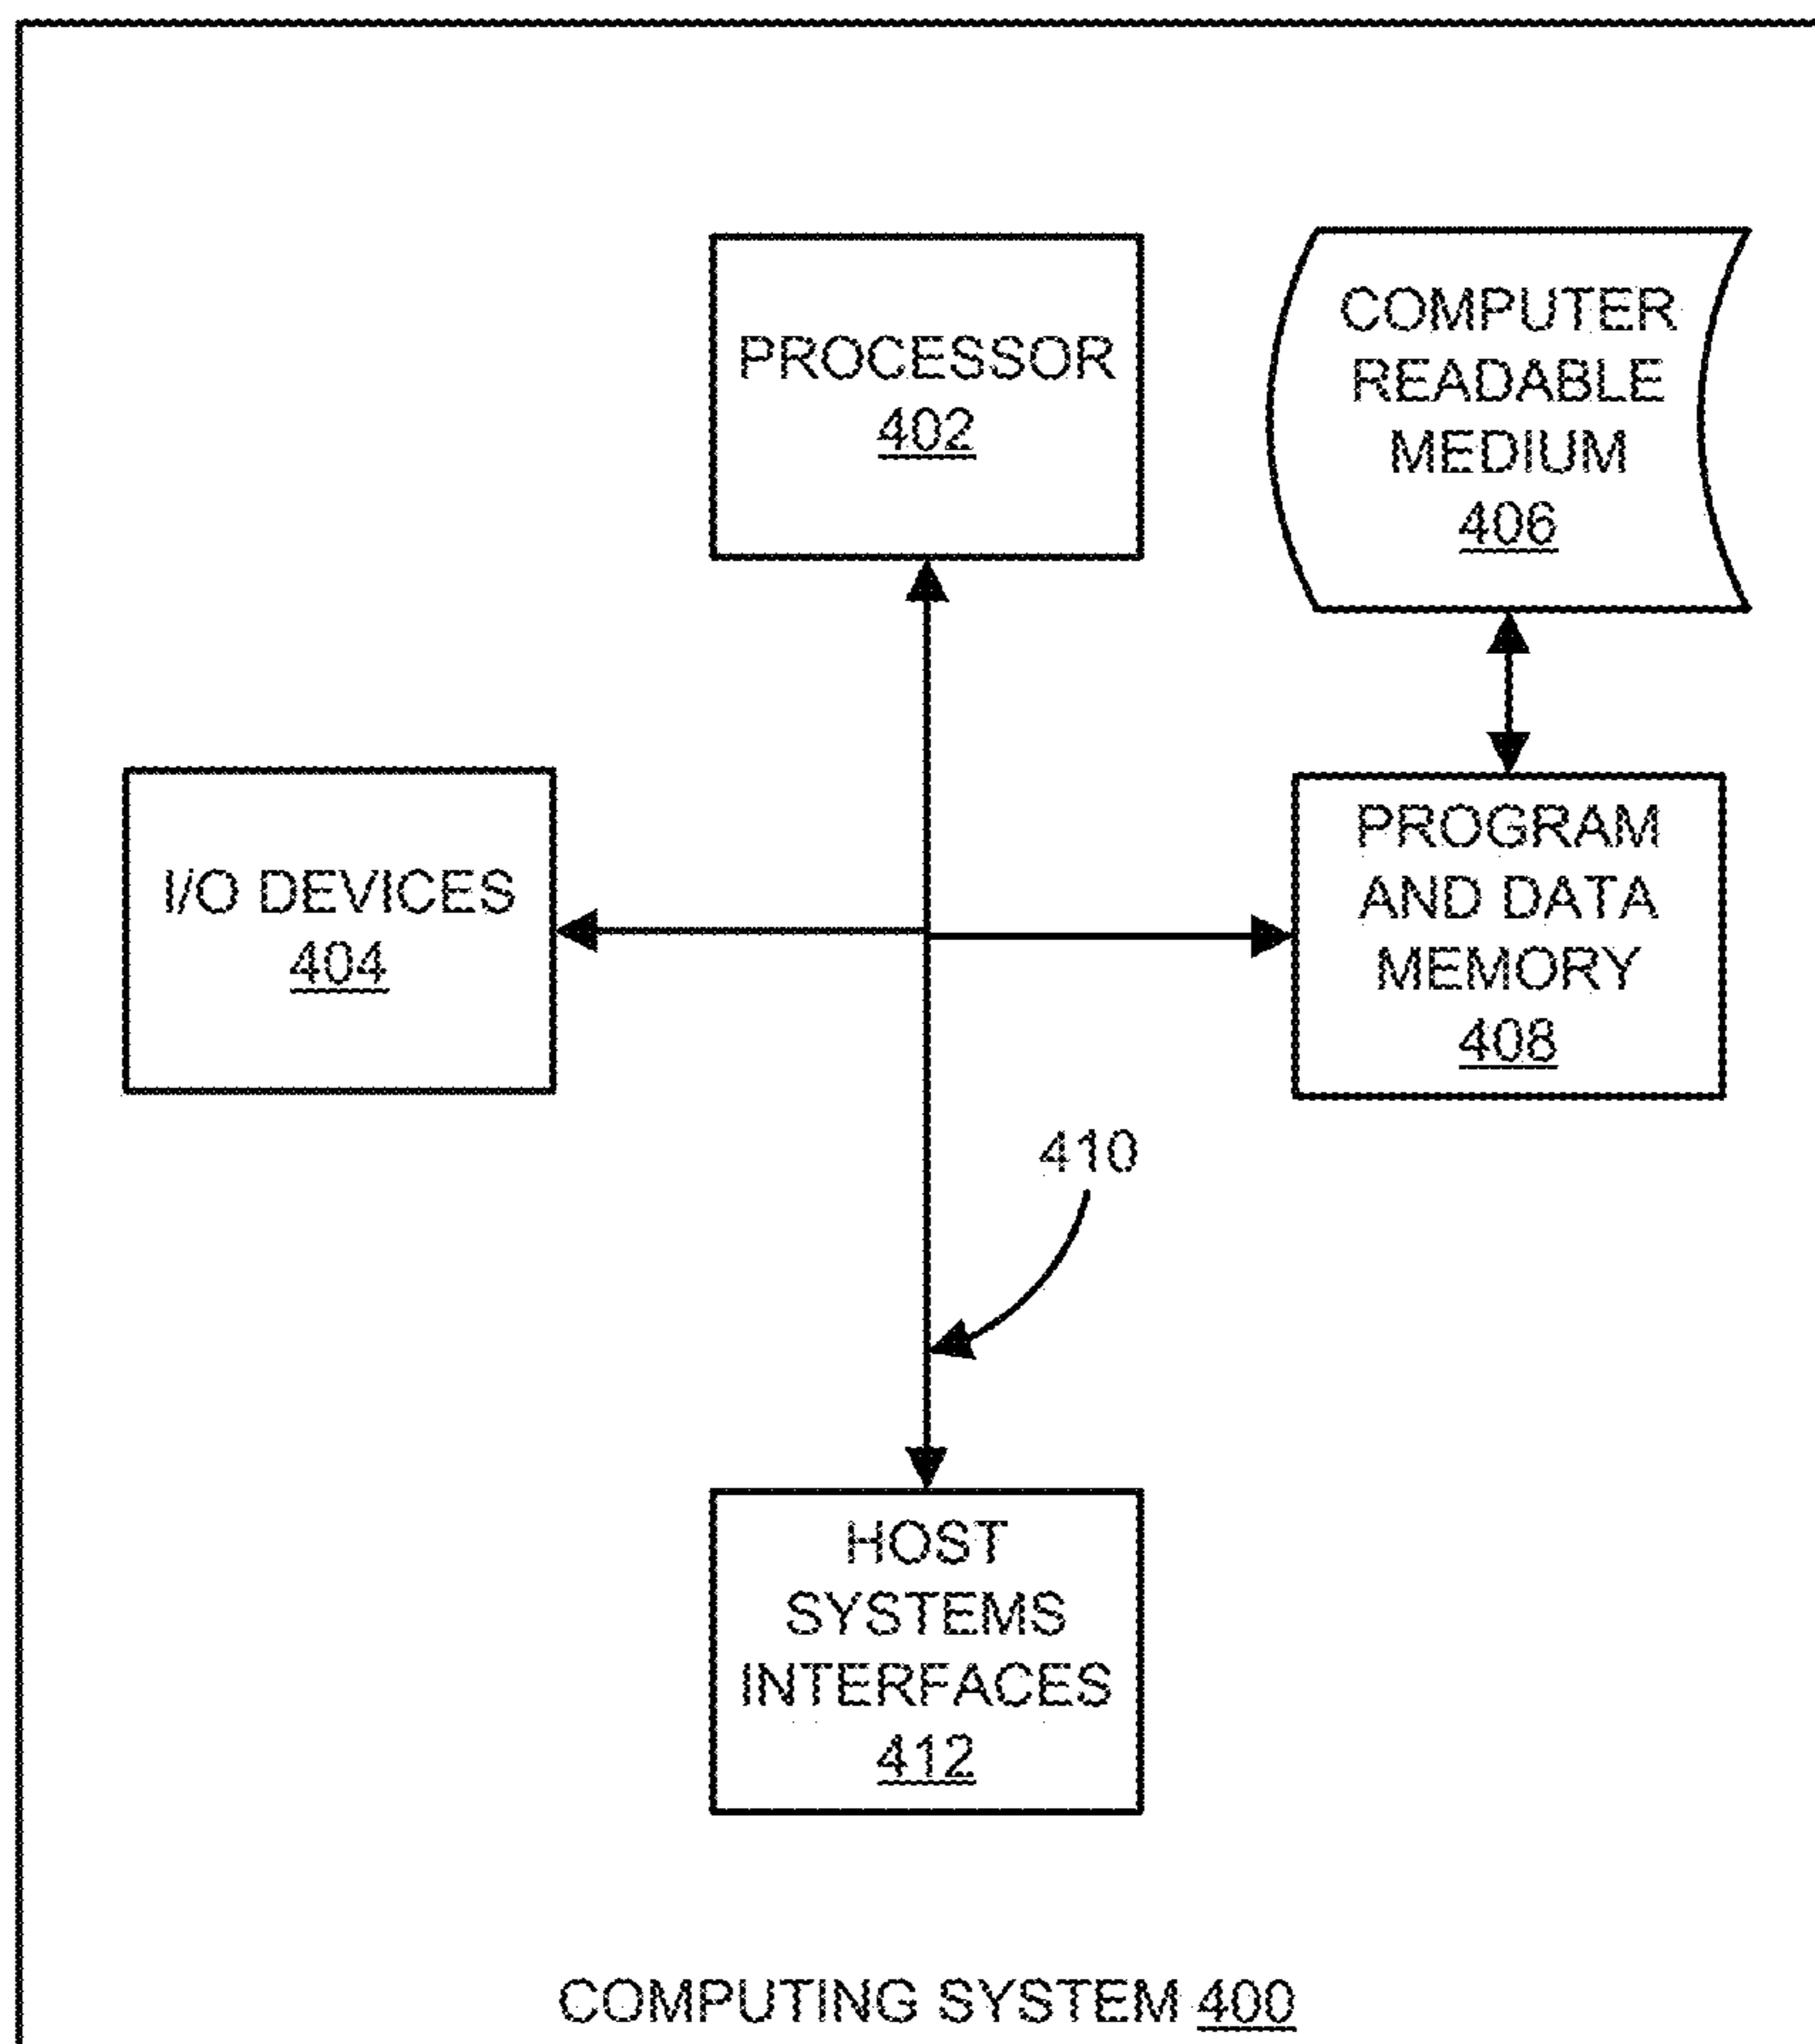 PROCESSOR
402
COMPUTER
READABLE
MEDIUM
406
I/O DEVICES
404
PROGRAM
AND DATA
MEMORY
408
410
HOST
SYSTEMS
INTERFACES
412
COMPUTING SYSTEM 400